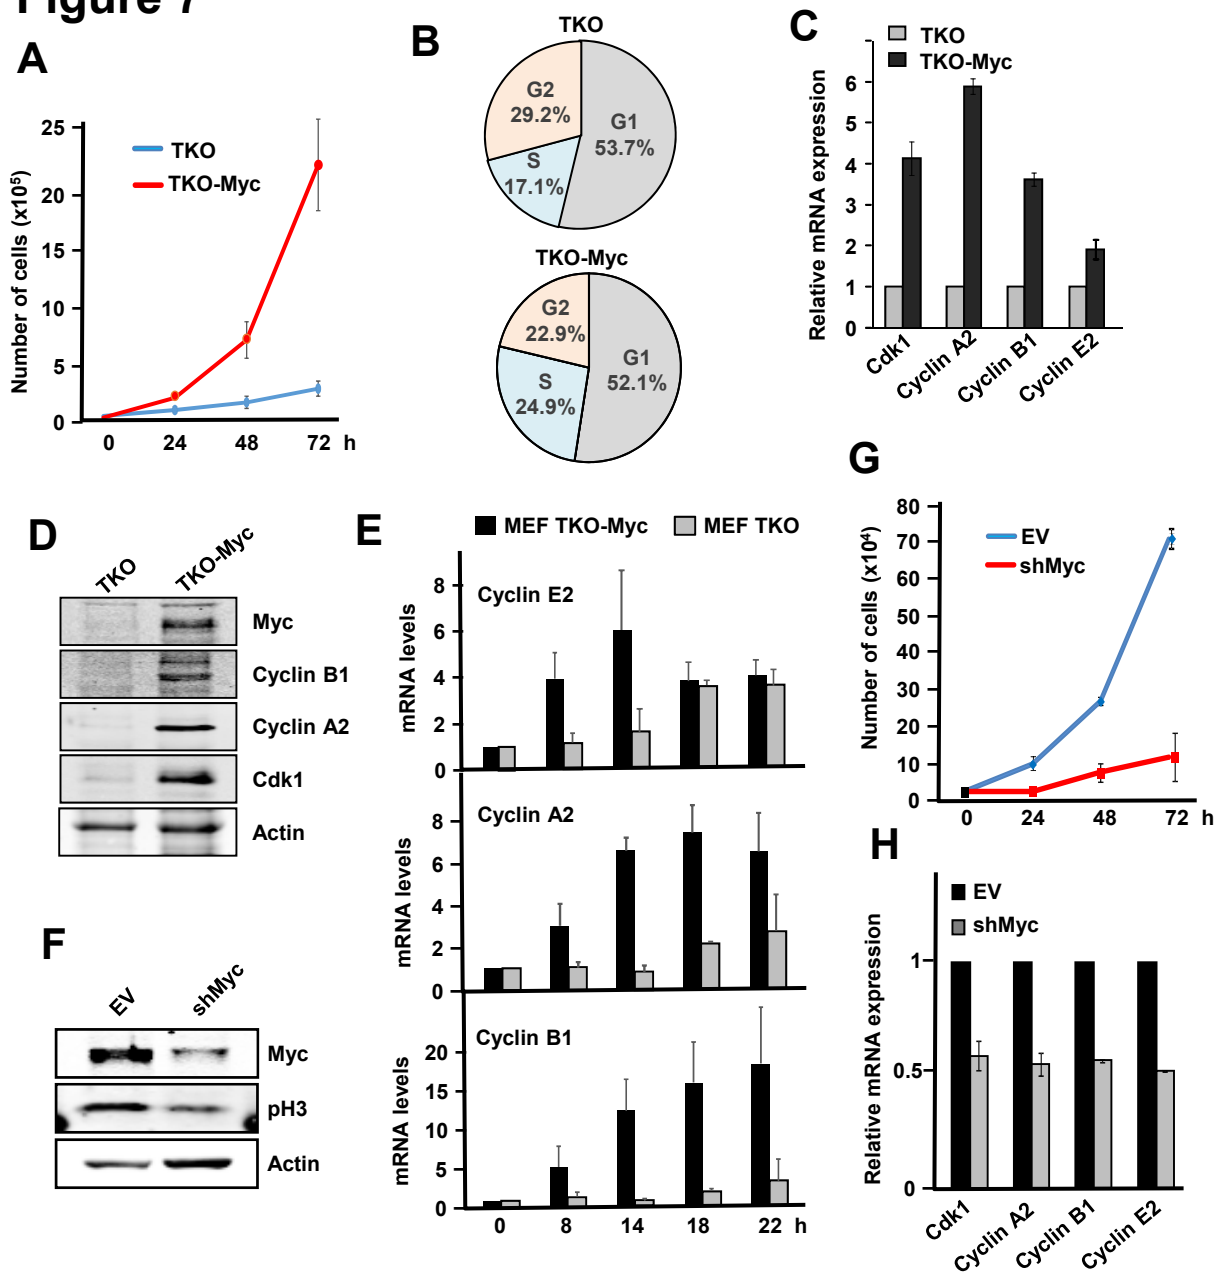 Figure 7
A
Number of cells (x10⁵)
25
20
15
10
5
0
TKO
TKO-Myc
0 24 48 72 h
B
TKO
G2
29.2%
G1
53.7%
S
17.1%
TKO-Myc
G2
22.9%
G1
52.1%
S
24.9%
C
TKO
TKO-Myc
Relative mRNA expression
6
5
4
3
2
1
0
Cdk1
Cyclin A2
Cyclin B1
Cyclin E2
D
TKO
TKO-Myc
Myc
Cyclin B1
Cyclin A2
Cdk1
Actin
E
MEF TKO-Myc
MEF TKO
Cyclin E2
mRNA levels
8
6
4
2
0
Cyclin A2
mRNA levels
8
6
4
2
0
Cyclin B1
mRNA levels
20
15
10
5
0
0 8 14 18 22 h
F
EV
shMyc
Myc
pH3
Actin
G
Number of cells (x10⁴)
80
70
60
50
40
30
20
10
0
EV
shMyc
0 24 48 72 h
H
EV
shMyc
Relative mRNA expression
1
0.5
0
Cdk1
Cyclin A2
Cyclin B1
Cyclin E2